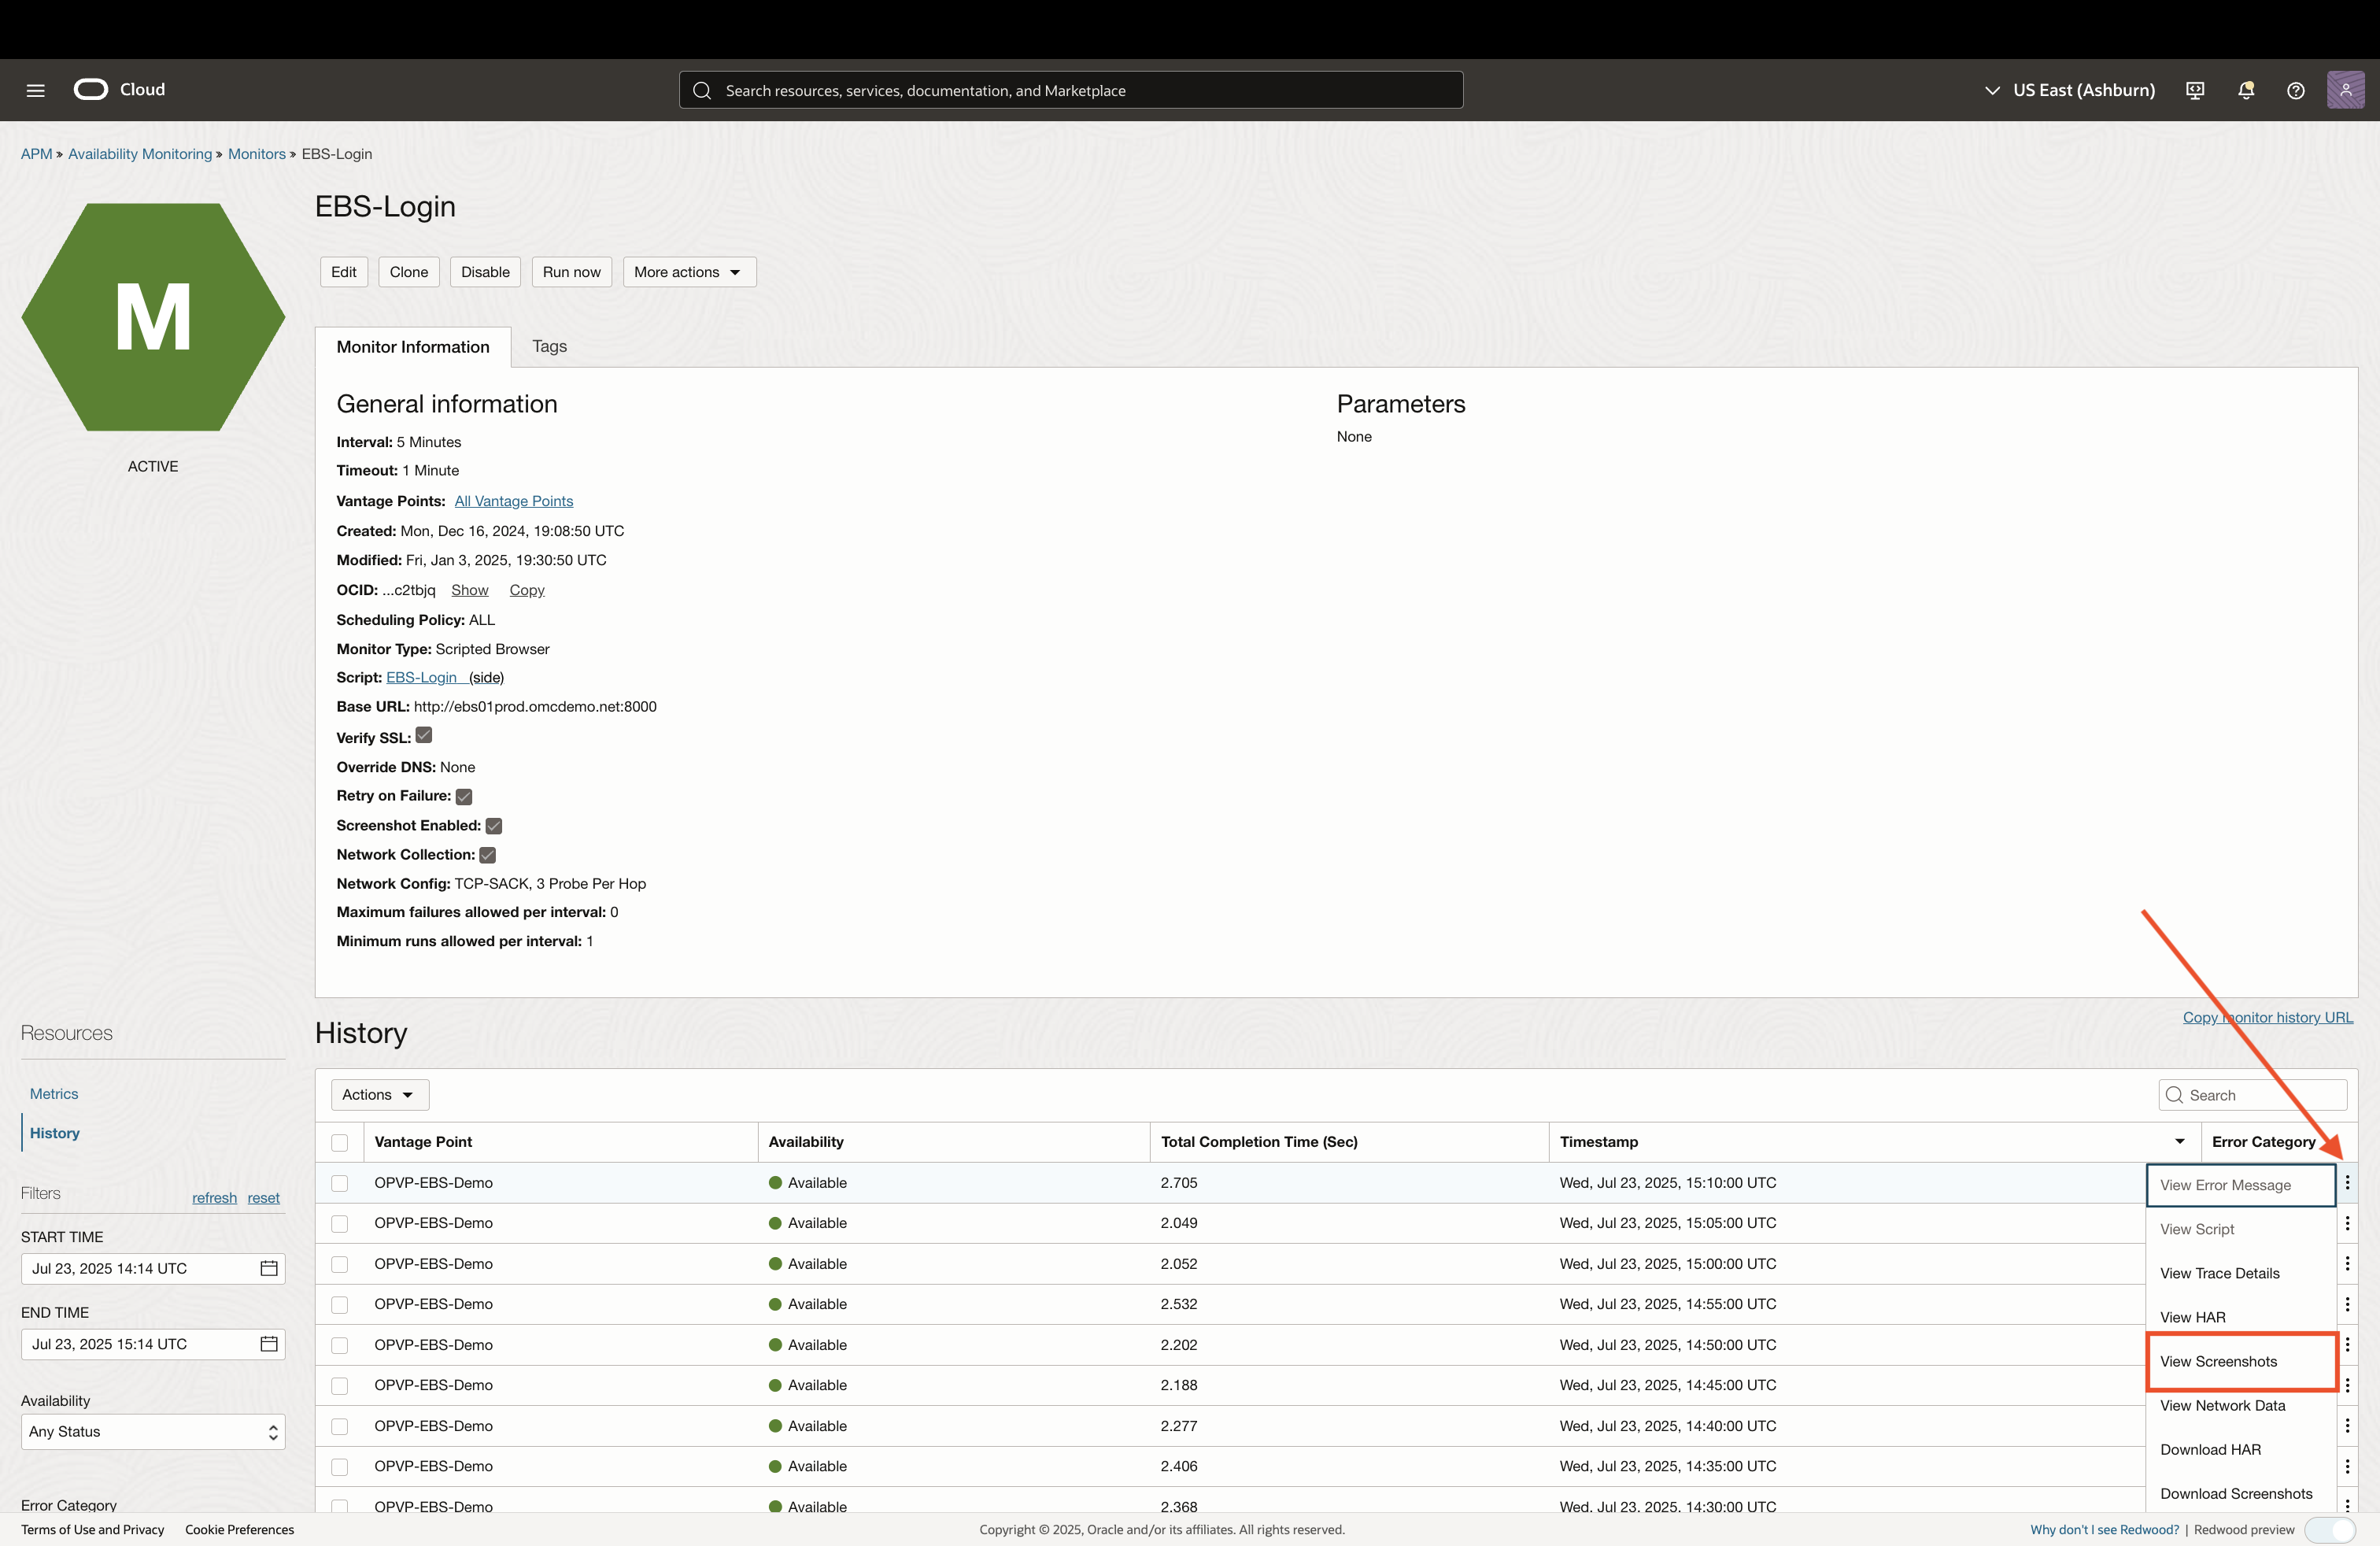 Cloud
Search resources, services, documentation, and Marketplace
US East (Ashburn)
APM » Availability Monitoring » Monitors » EBS-Login
M
ACTIVE
EBS-Login
Edit
Clone
Disable
Run now
More actions
Monitor Information
Tags
General information
Interval: 5 Minutes
Timeout: 1 Minute
Vantage Points: All Vantage Points
Created: Mon, Dec 16, 2024, 19:08:50 UTC
Modified: Fri, Jan 3, 2025, 19:30:50 UTC
OCID: ...c2tbjq Show Copy
Scheduling Policy: ALL
Monitor Type: Scripted Browser
Script: EBS-Login (side)
Base URL: http://ebs01prod.omcdemo.net:8000
Verify SSL:
Override DNS: None
Retry on Failure:
Screenshot Enabled:
Network Collection:
Network Config: TCP-SACK, 3 Probe Per Hop
Maximum failures allowed per interval: 0
Minimum runs allowed per interval: 1
Parameters
None
Resources
Metrics
History
Filters
refresh reset
START TIME
Jul 23, 2025 14:14 UTC
END TIME
Jul 23, 2025 15:14 UTC
Availability
Any Status
Error Category
History
Copy monitor history URL
Actions
Search
Vantage Point Availability Total Completion Time (Sec) Timestamp Error Category
OPVP-EBS-Demo Available 2.705 Wed, Jul 23, 2025, 15:10:00 UTC
OPVP-EBS-Demo Available 2.049 Wed, Jul 23, 2025, 15:05:00 UTC
OPVP-EBS-Demo Available 2.052 Wed, Jul 23, 2025, 15:00:00 UTC
OPVP-EBS-Demo Available 2.532 Wed, Jul 23, 2025, 14:55:00 UTC
OPVP-EBS-Demo Available 2.202 Wed, Jul 23, 2025, 14:50:00 UTC
OPVP-EBS-Demo Available 2.188 Wed, Jul 23, 2025, 14:45:00 UTC
OPVP-EBS-Demo Available 2.277 Wed, Jul 23, 2025, 14:40:00 UTC
OPVP-EBS-Demo Available 2.406 Wed, Jul 23, 2025, 14:35:00 UTC
OPVP-EBS-Demo Available 2.368 Wed, Jul 23, 2025, 14:30:00 UTC
View Error Message
View Script
View Trace Details
View HAR
View Screenshots
View Network Data
Download HAR
Download Screenshots
Terms of Use and Privacy
Cookie Preferences
Copyright © 2025, Oracle and/or its affiliates. All rights reserved.
Why don't I see Redwood? | Redwood preview